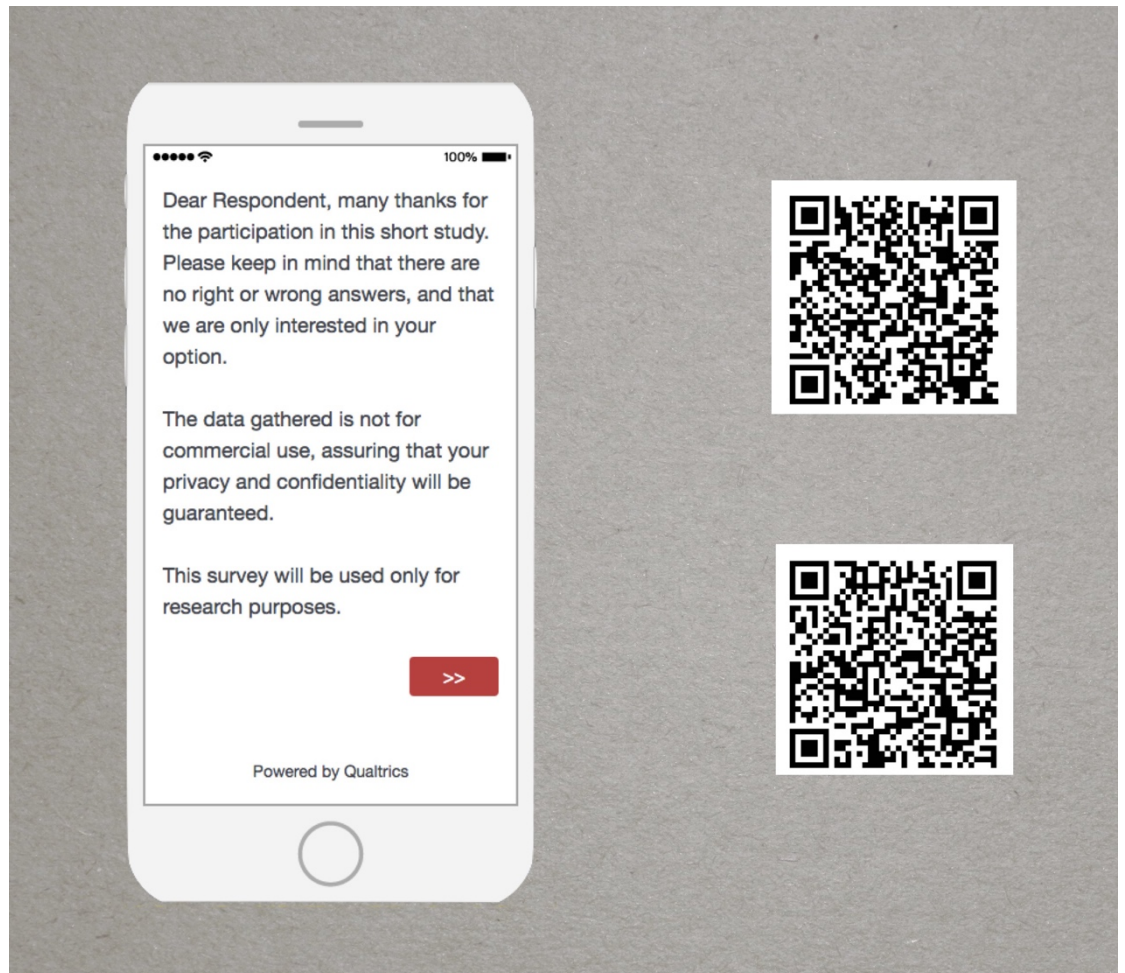 100%
Dear Respondent, many thanks for
the participation in this short study.
Please keep in mind that there are
no right or wrong answers, and that
we are only interested in your
option.
The data gathered is not for
commercial use, assuring that your
privacy and confidentiality will be
guaranteed.
This survey will be used only for
research purposes.
>>
Powered by Qualtrics